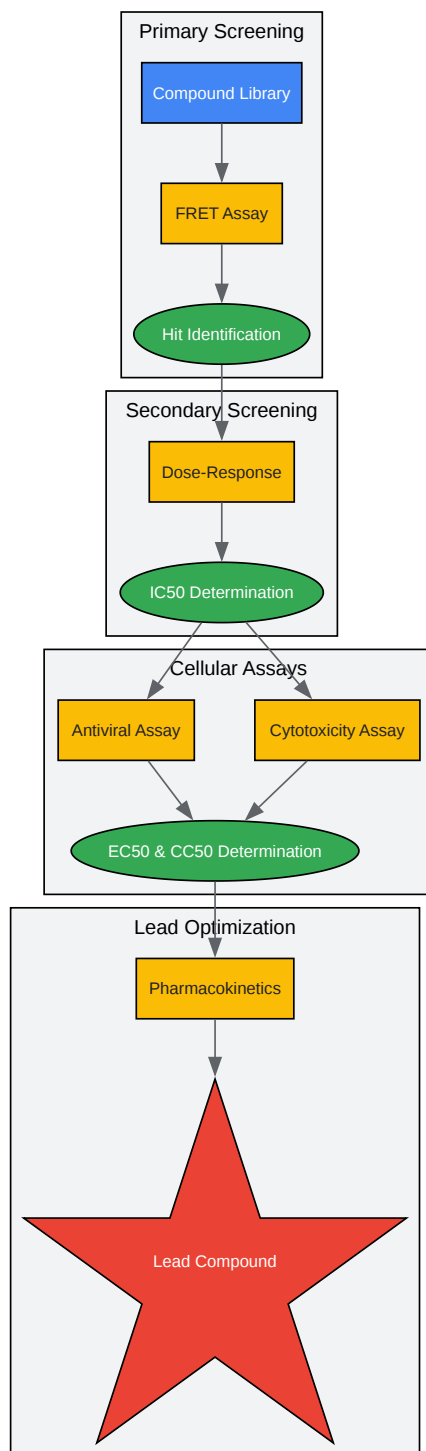 Primary Screening
Compound Library
FRET Assay
Hit Identification
Secondary Screening
Dose-Response
IC50 Determination
Cellular Assays
Antiviral Assay
Cytotoxicity Assay
EC50 & CC50 Determination
Lead Optimization
Pharmacokinetics
Lead Compound